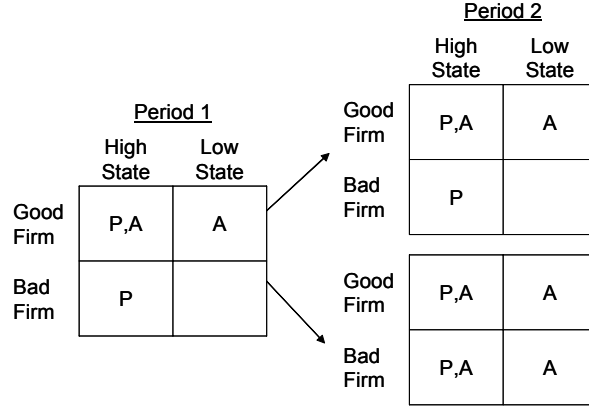 Period 2
High Low
State State
Good
Firm
P,A A
Bad
Firm
P
Period 1
High Low
State State
Good
Firm
P,A A
Bad
Firm
P
Good
Firm
P,A A
Bad
Firm
P,A A